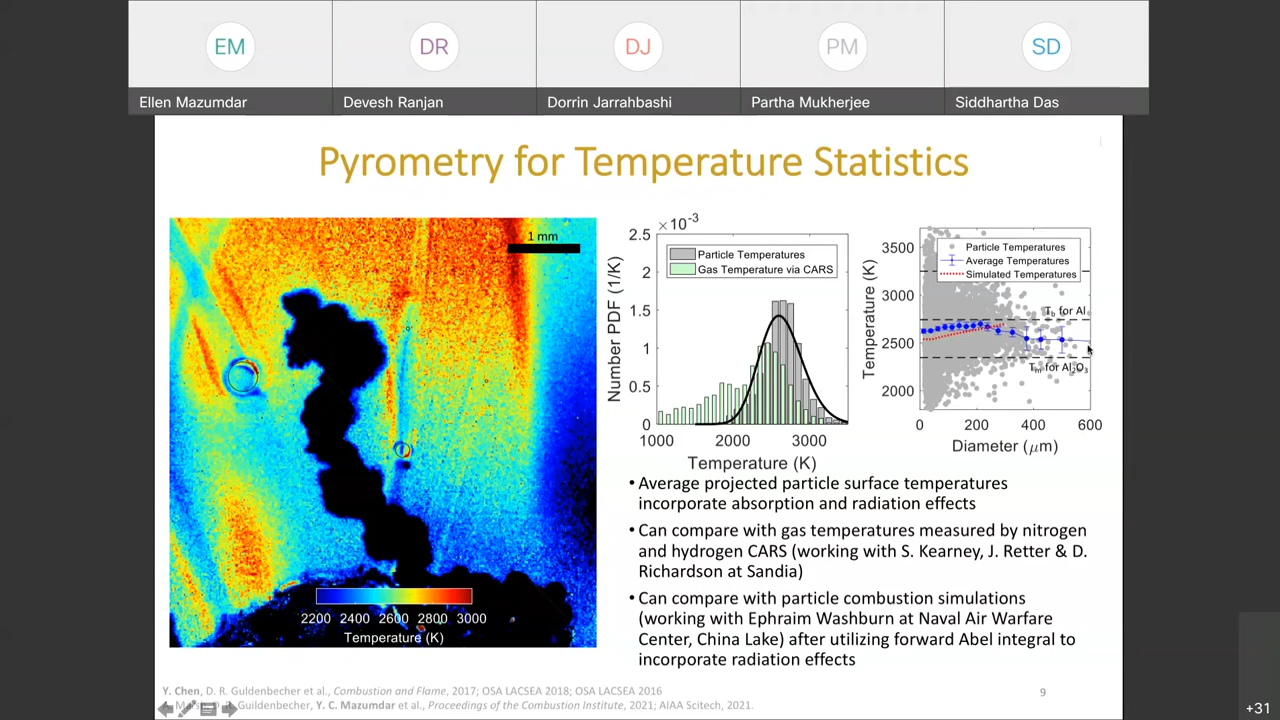 EM
DR
DJ
PM
SD
Ellen Mazumdar
Devesh Ranjan
Dorrin Jarrahbashi
Partha Mukherjee
Siddhartha Das
Pyrometry for Temperature Statistics
1 mm
2200 2400 2600 2800 3000
Temperature (K)
×10⁻³
2.5
2
1.5
1
0.5
0
Number PDF (1/K)
Particle Temperatures
Gas Temperature via CARS
1000 2000 3000
Temperature (K)
3500
3000
2500
2000
Temperature (K)
Particle Temperatures
Average Temperatures
Simulated Temperatures
T_b for Al
T_m for Al₂O₃
0 200 400 600
Diameter (μm)
• Average projected particle surface temperatures
incorporate absorption and radiation effects
• Can compare with gas temperatures measured by nitrogen
and hydrogen CARS (working with S. Kearney, J. Retter & D.
Richardson at Sandia)
• Can compare with particle combustion simulations
(working with Ephraim Washburn at Naval Air Warfare
Center, China Lake) after utilizing forward Abel integral to
incorporate radiation effects
Y. Chen, D. R. Guldenbecher et al., Combustion and Flame, 2017; OSA LACSEA 2018; OSA LACSEA 2016
Guildenbecher, Y. C. Mazumdar et al., Proceedings of the Combustion Institute, 2021; AIAA Scitech, 2021.
9
+31